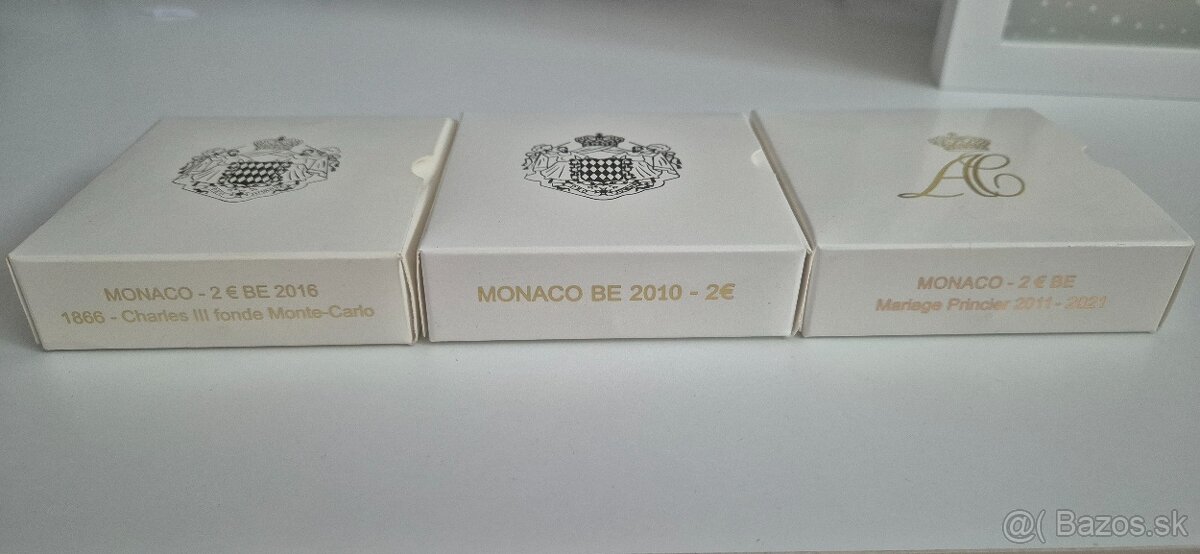 MONACO - 2 € BE 2016
1866 - Charles III fonde Monte-Carlo
MONACO BE 2010 - 2€
AC
MONACO - 2 € BE
Mariage Princier 2011 - 2021
@( Bazos.sk